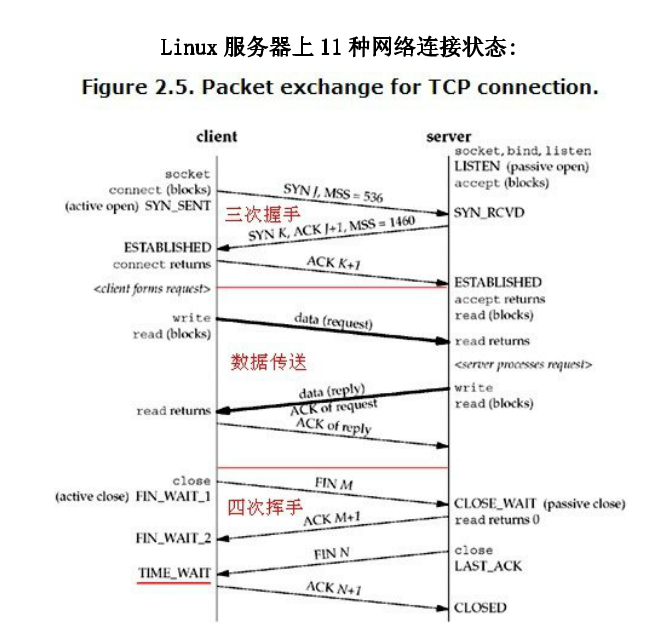 Linux 服务器上 11 种网络连接状态:
Figure 2.5. Packet exchange for TCP connection.
client
server
socket, bind, listen
LISTEN (passive open)
accept (blocks)
socket
connect (blocks)
(active open) SYN_SENT
SYN J, MSS = 536
三次握手
SYN_RCVD
SYN K, ACK J+1, MSS = 1460
ESTABLISHED
connect returns
ACK K+1
<client forms request>
ESTABLISHED
accept returns
read (blocks)
write
read (blocks)
data (request)
read returns
数据传送
<server processes request>
data (reply)
ACK of request
write
read (blocks)
read returns
ACK of reply
close
(active close) FIN_WAIT_1
FIN M
四次挥手
CLOSE_WAIT (passive close)
read returns 0
ACK M+1
FIN_WAIT_2
close
LAST_ACK
FIN N
TIME_WAIT
ACK N+1
CLOSED